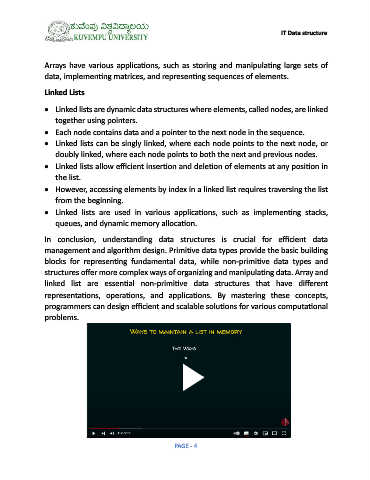 ಕುವೆಂಪು ವಿಶ್ವವಿದ್ಯಾಲಯ
KUVEMPU UNIVERSITY
IT Data structure
Arrays have various applications, such as storing and manipulating large sets of
data, implementing matrices, and representing sequences of elements.
Linked Lists
• Linked lists are dynamic data structures where elements, called nodes, are linked
together using pointers.
• Each node contains data and a pointer to the next node in the sequence.
• Linked lists can be singly linked, where each node points to the next node, or
doubly linked, where each node points to both the next and previous nodes.
• Linked lists allow efficient insertion and deletion of elements at any position in
the list.
• However, accessing elements by index in a linked list requires traversing the list
from the beginning.
• Linked lists are used in various applications, such as implementing stacks,
queues, and dynamic memory allocation.
In conclusion, understanding data structures is crucial for efficient data
management and algorithm design. Primitive data types provide the basic building
blocks for representing fundamental data, while non-primitive data types and
structures offer more complex ways of organizing and manipulating data. Array and
linked list are essential non-primitive data structures that have different
representations, operations, and applications. By mastering these concepts,
programmers can design efficient and scalable solutions for various computational
problems.
WAYS TO MAINTAIN A LIST IN MEMORY
TWO WAYS
PAGE - 4